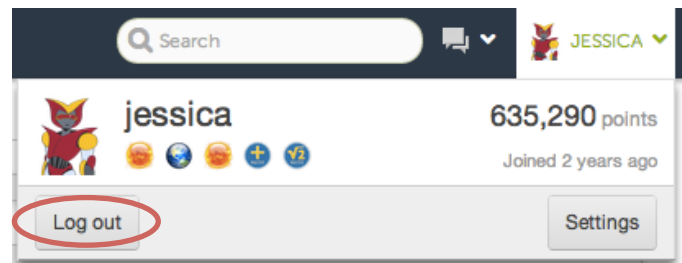 Search
JESSICA
jessica
635,290 points
Joined 2 years ago
Log out
Settings